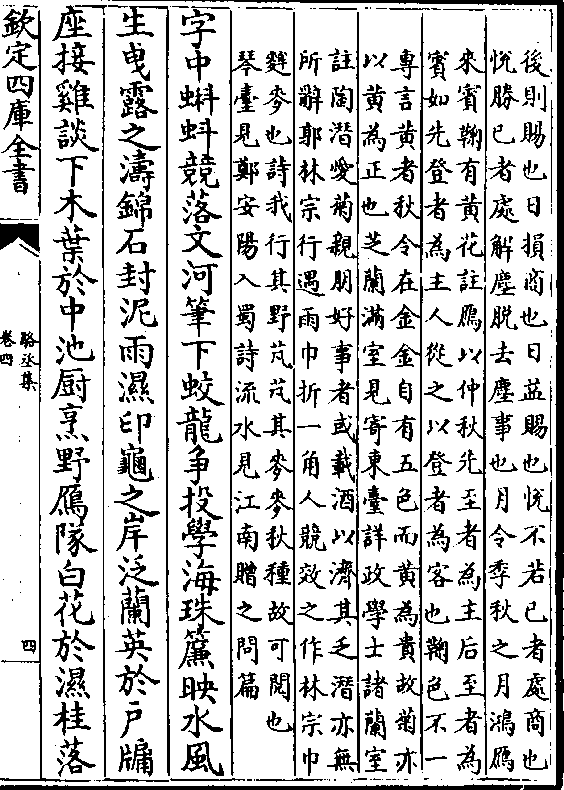 後則賜也日損商也日益賜也悅不若已者處商也
悅勝已者處解塵脫去塵事也月令季秋之月鴻鴈
來賓鞠有黃花註鴈以仲秋先至者為主后至者為
賓如先登者為主人從之以登者為客也鞠色不一
專言黃者秋令在金金自有五色而黃為貴故菊亦
以黃為正也芝蘭滿室見寄東臺詳政學士諸蘭室
註陶潛愛菊親朋好事者或載酒以濟其乏潛亦無
所辭郭林宗行遇雨巾折一角人競效之作林宗巾
麥也詩我行其野芃芃其麥麥秋種故可閱也
琴臺見鄭安陽入蜀詩流水見江南贈之問篇
字中蝌蚪競落文河筆下蛟龍争投學海珠簾映水風
生曳露之濤錦石封泥雨濕印龜之岸泛蘭英於戸牖
座接雞談下木葉於中池厨烹野鴈隊白花於濕桂落
欽定四庫全書
駱丞集
卷四
四